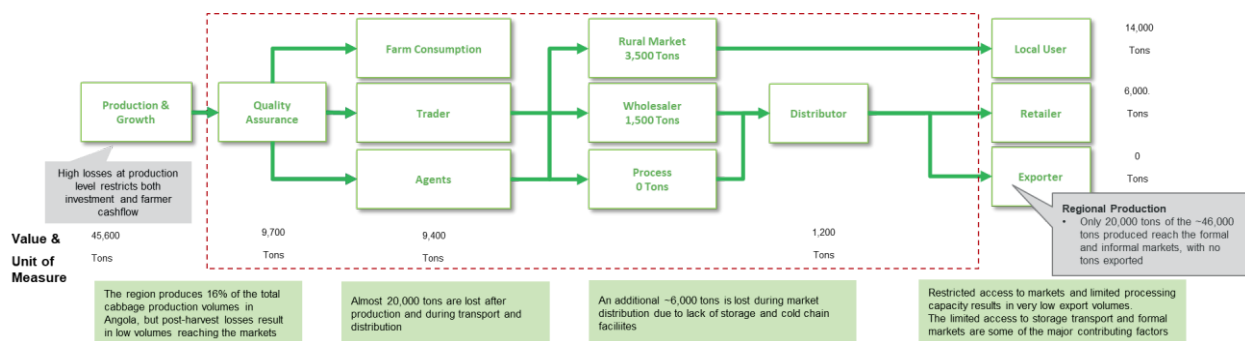 Farm Consumption
Rural Market
3,500 Tons
Local User
14,000
Tons
Production &
Growth
Quality
Assurance
Trader
Wholesaler
1,500 Tons
Distributor
Retailer
6,000.
Tons
Agents
Process
0 Tons
Exporter
0
Tons
High losses at production
level restricts both
investment and farmer
cashflow
Regional Production
• Only 20,000 tons of the ~46,000
tons produced reach the formal
and informal markets, with no
tons exported
Value &
Unit of
Measure
45,600
Tons
9,700
Tons
9,400
Tons
1,200
Tons
The region produces 16% of the total
cabbage production volumes in
Angola, but post-harvest losses result
in low volumes reaching the markets
Almost 20,000 tons are lost after
production and during transport and
distribution
An additional ~6,000 tons is lost during market
distribution due to lack of storage and cold chain
faciliites
Restricted access to markets and limited processing
capacity results in very low export volumes.
The limited access to storage transport and formal
markets are some of the major contributing factors